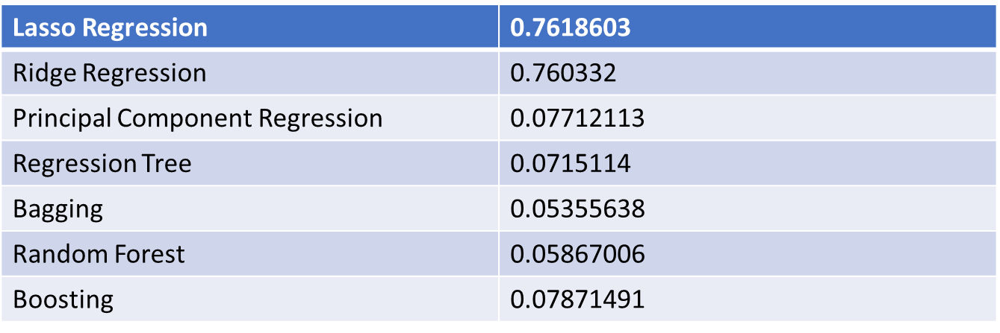 Lasso Regression 0.7618603
Ridge Regression 0.760332
Principal Component Regression 0.07712113
Regression Tree 0.0715114
Bagging 0.05355638
Random Forest 0.05867006
Boosting 0.07871491